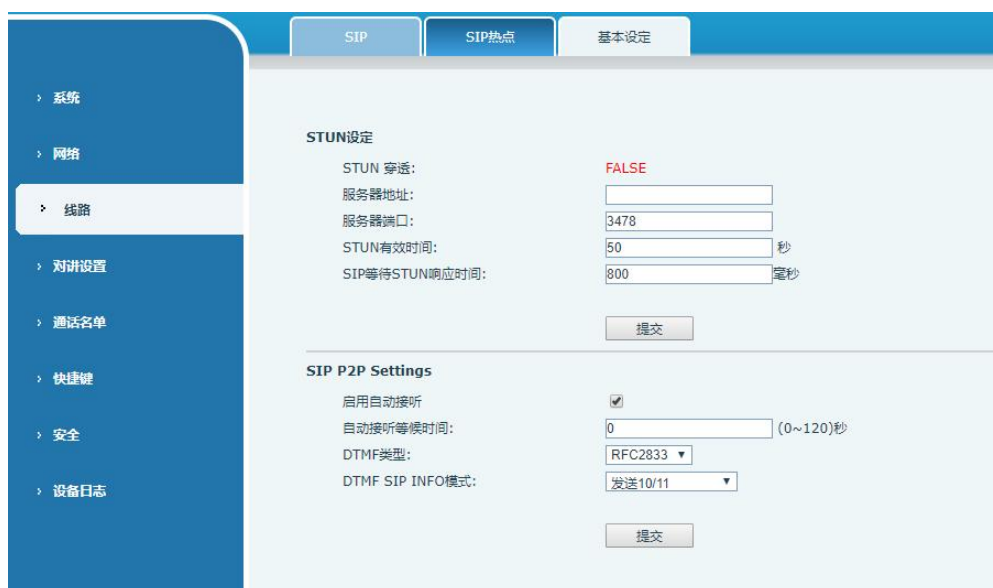 SIP SIP热点 基本设定
系统
网络
线路
对讲设置
通话名单
快捷键
安全
设备日志
STUN设定
STUN 穿透: FALSE
服务器地址:
服务器端口: 3478
STUN有效时间: 50 秒
SIP等待STUN响应时间: 800 毫秒
提交
SIP P2P Settings
启用自动接听
自动接听等候时间: 0 (0~120)秒
DTMF类型: RFC2833
DTMF SIP INFO模式: 发送10/11
提交